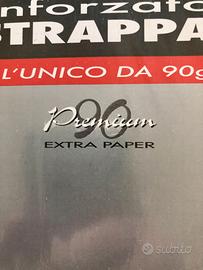 nforzato
STRAPPA
L'UNICO DA 90g
90
Premium
EXTRA PAPER
subito